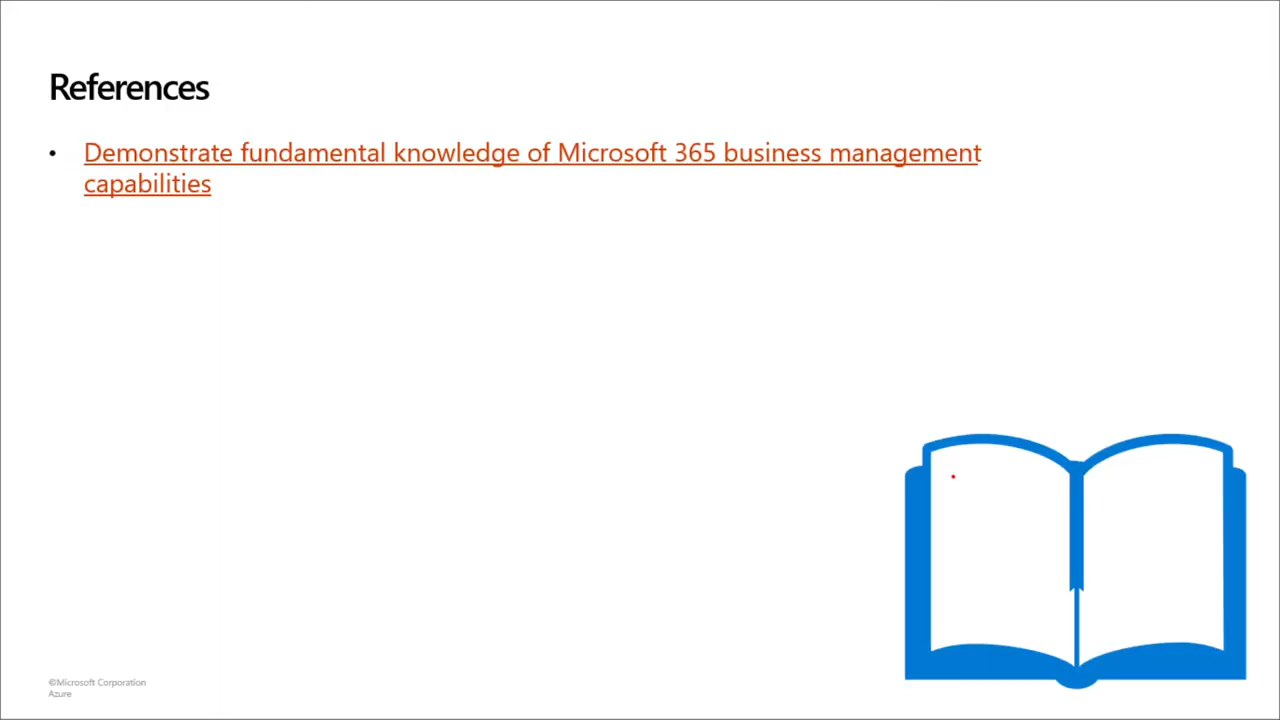 References
• Demonstrate fundamental knowledge of Microsoft 365 business management
capabilities
©Microsoft Corporation
Azure